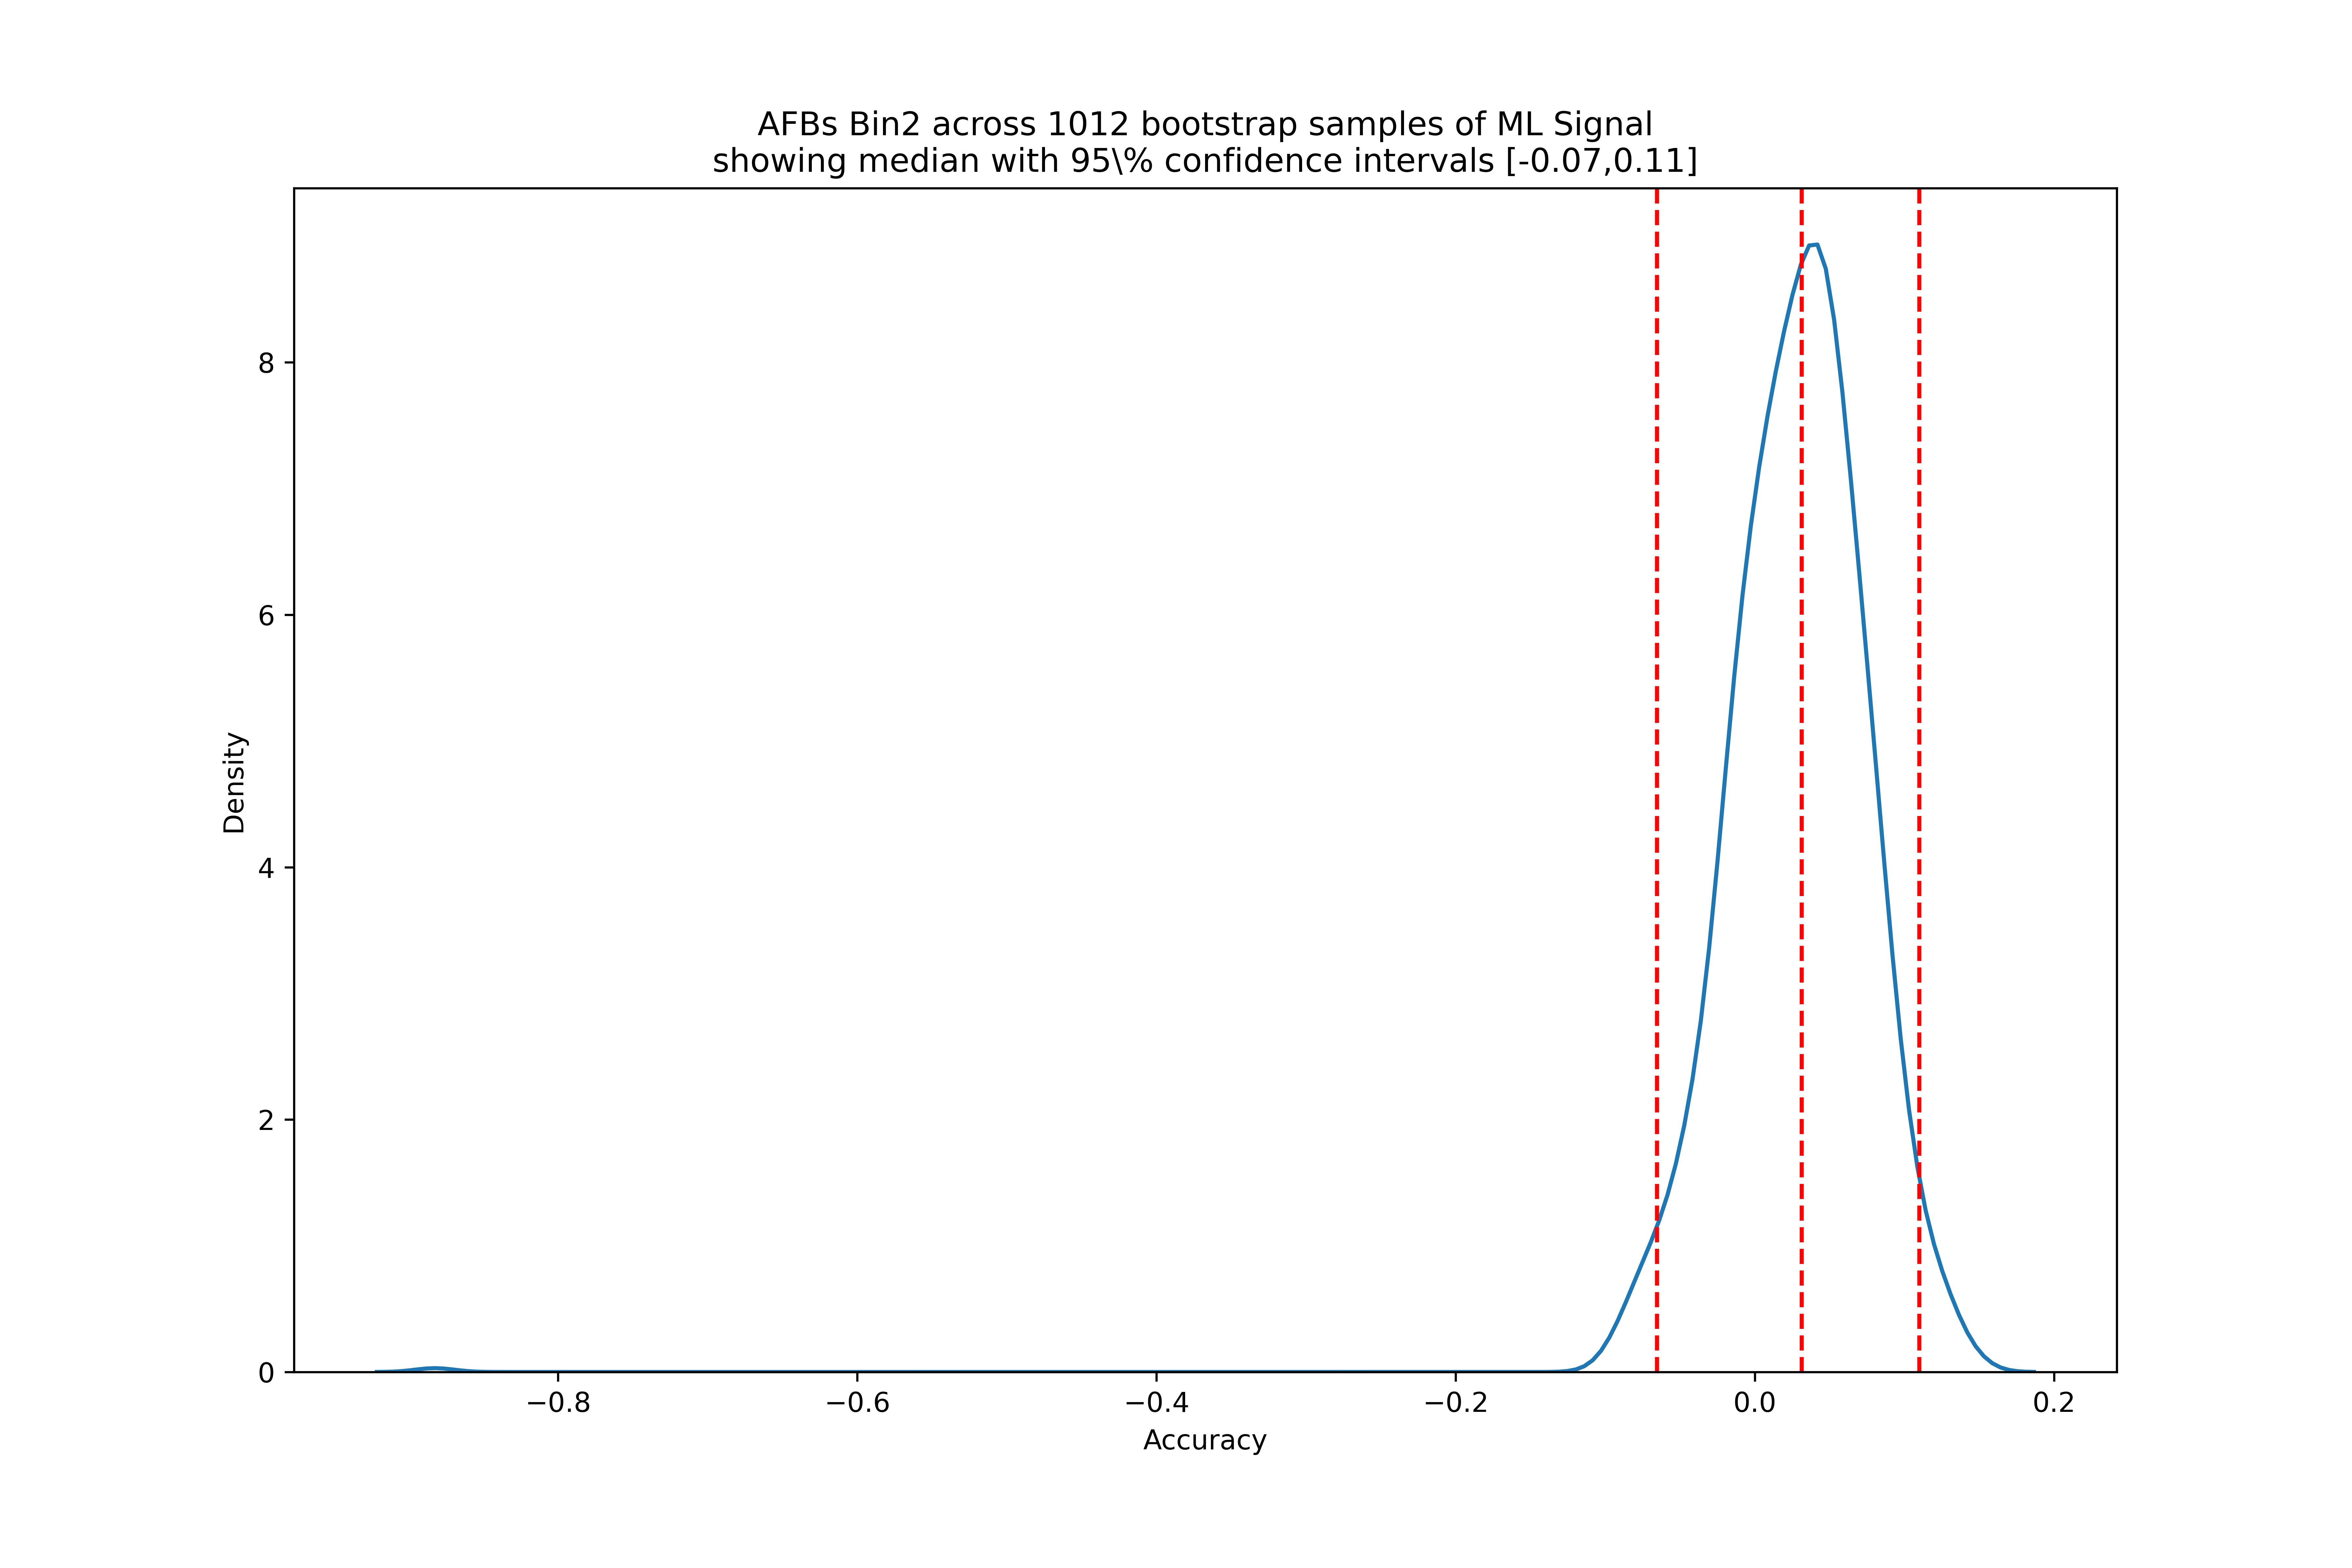 AFBs Bin2 across 1012 bootstrap samples of ML Signal
showing median with 95\% confidence intervals [-0.07,0.11]
8
6
4
2
0
Density
−0.8 −0.6 −0.4 −0.2 0.0 0.2
Accuracy